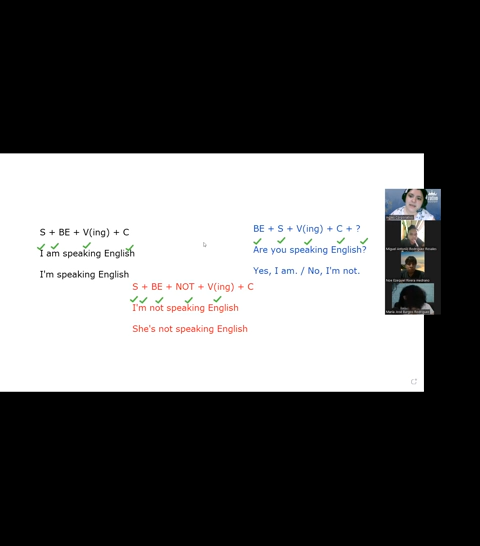 S + BE + V(ing) + C
I am speaking English
I'm speaking English
S + BE + NOT + V(ing) + C
I'm not speaking English
She's not speaking English
BE + S + V(ing) + C + ?
Are you speaking English?
Yes, I am. / No, I'm not.